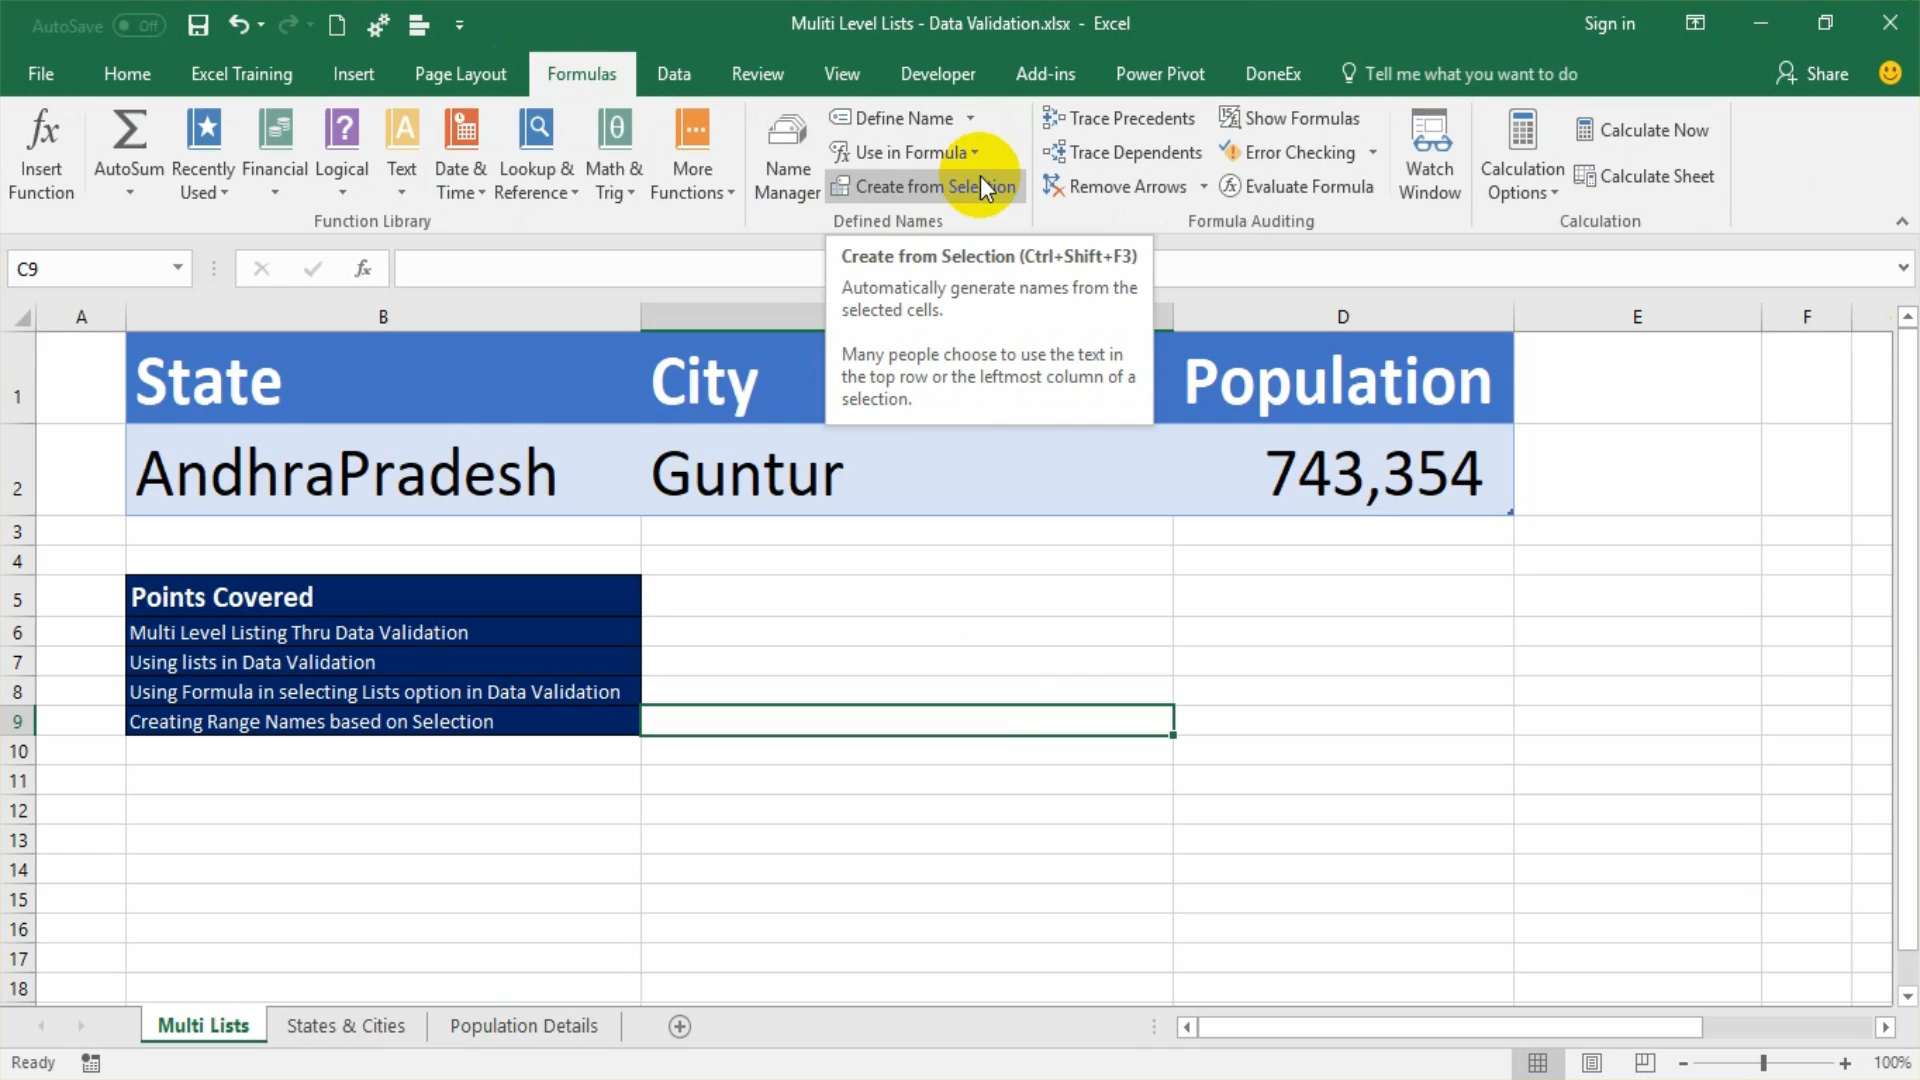 AutoSave Off
Muliti Level Lists - Data Validation.xlsx - Excel
Sign in
File Home Excel Training Insert Page Layout Formulas Data Review View Developer Add-ins Power Pivot DoneEx Tell me what you want to do Share
Insert Function
AutoSum
Recently Used
Financial
Logical
Text
Date & Time
Lookup & Reference
Math & Trig
More Functions
Function Library
Name Manager
Define Name
Use in Formula
Create from Selection
Defined Names
Trace Precedents
Trace Dependents
Remove Arrows
Show Formulas
Error Checking
Evaluate Formula
Formula Auditing
Watch Window
Calculation Options
Calculate Now
Calculate Sheet
Calculation
C9
fx
Create from Selection (Ctrl+Shift+F3)
Automatically generate names from the
selected cells.
Many people choose to use the text in
the top row or the leftmost column of a
selection.
A B D E F
1 State City Population
2 AndhraPradesh Guntur 743,354
3
4
5 Points Covered
6 Multi Level Listing Thru Data Validation
7 Using lists in Data Validation
8 Using Formula in selecting Lists option in Data Validation
9 Creating Range Names based on Selection
10
11
12
13
14
15
16
17
18
Multi Lists States & Cities Population Details
Ready
100%